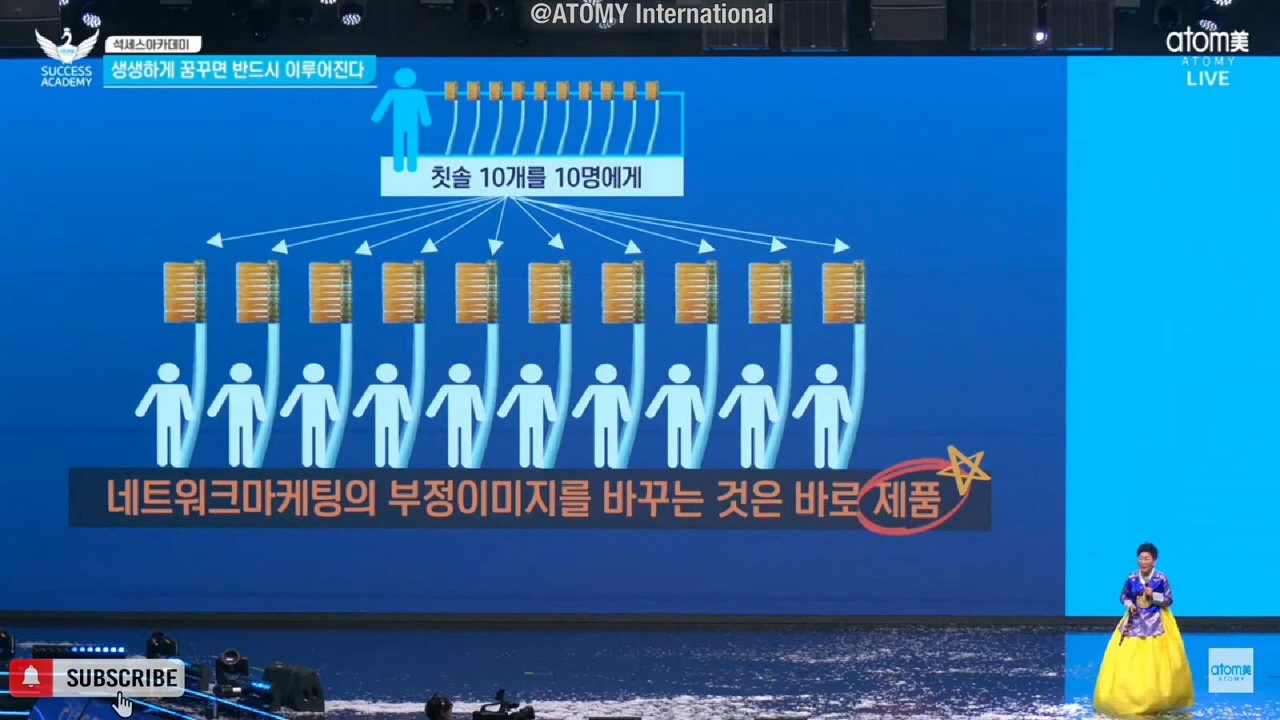 @ATOMY International
SUCCESS
ACADEMY
석세스아카데미
생생하게 꿈꾸면 반드시 이루어진다
atom美
ATOMY
LIVE
칫솔 10개를 10명에게
네트워크마케팅의 부정이미지를 바꾸는 것은 바로 제품
SUBSCRIBE
atom美
ATOMY